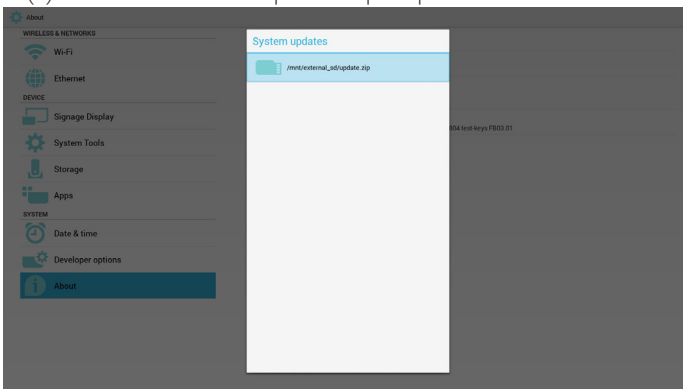 About
WIRELESS & NETWORKS
Wi-Fi
Ethernet
DEVICE
Signage Display
System Tools
Storage
Apps
SYSTEM
Date & time
Developer options
About
System updates
/mnt/external_sd/update.zip
test-keys FB03.01